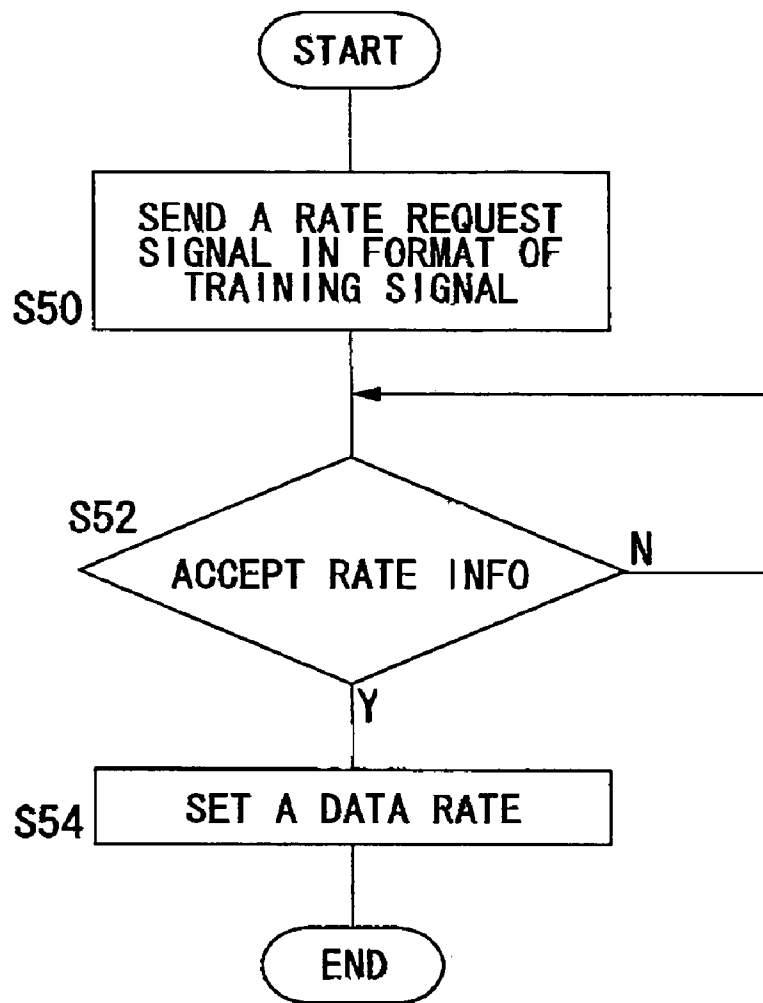 START
SEND A RATE REQUEST
SIGNAL IN FORMAT OF
TRAINING SIGNAL
S50
S52
ACCEPT RATE INFO
N
Y
SET A DATA RATE
S54
END